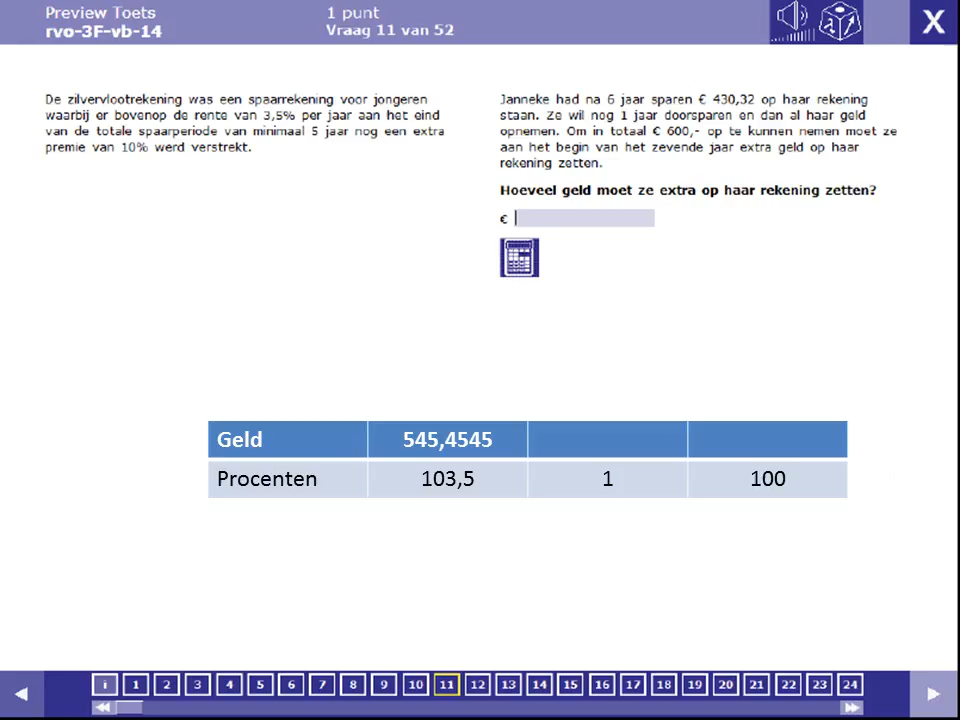 Preview Toets
rvo-3F-vb-14
1 punt
Vraag 11 van 52
X
De zilvervlootrekening was een spaarrekening voor jongeren
waarbij er bovenop de rente van 3,5% per jaar aan het eind
van de totale spaarperiode van minimaal 5 jaar nog een extra
premie van 10% werd verstrekt.
Janneke had na 6 jaar sparen € 430,32 op haar rekening
staan. Ze wil nog 1 jaar doorsparen en dan al haar geld
opnemen. Om in totaal € 600,- op te kunnen nemen moet ze
aan het begin van het zevende jaar extra geld op haar
rekening zetten.
Hoeveel geld moet ze extra op haar rekening zetten?
€
Geld 545,4545
Procenten 103,5 1 100
i 1 2 3 4 5 6 7 8 9 10 11 12 13 14 15 16 17 18 19 20 21 22 23 24